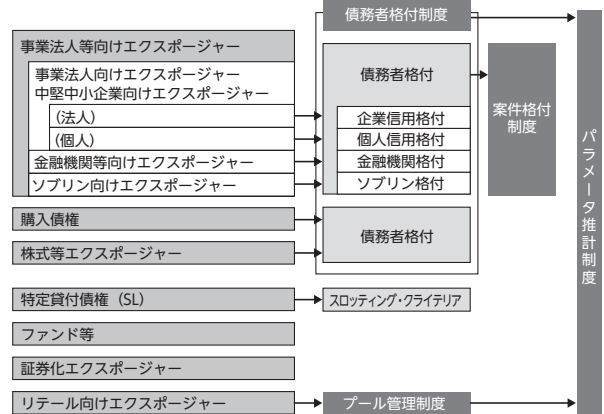 債務者格付制度
事業法人等向けエクスポージャー
事業法人向けエクスポージャー
中堅中小企業向けエクスポージャー
(法人)
(個人)
金融機関等向けエクスポージャー
ソブリン向けエクスポージャー
債務者格付
企業信用格付
個人信用格付
金融機関格付
ソブリン格付
案件格付
制度
パラメータ推計制度
購入債権
株式等エクスポージャー
債務者格付
特定貸付債権 (SL)
スロッティング・クライテリア
ファンド等
証券化エクスポージャー
リテール向けエクスポージャー
プール管理制度